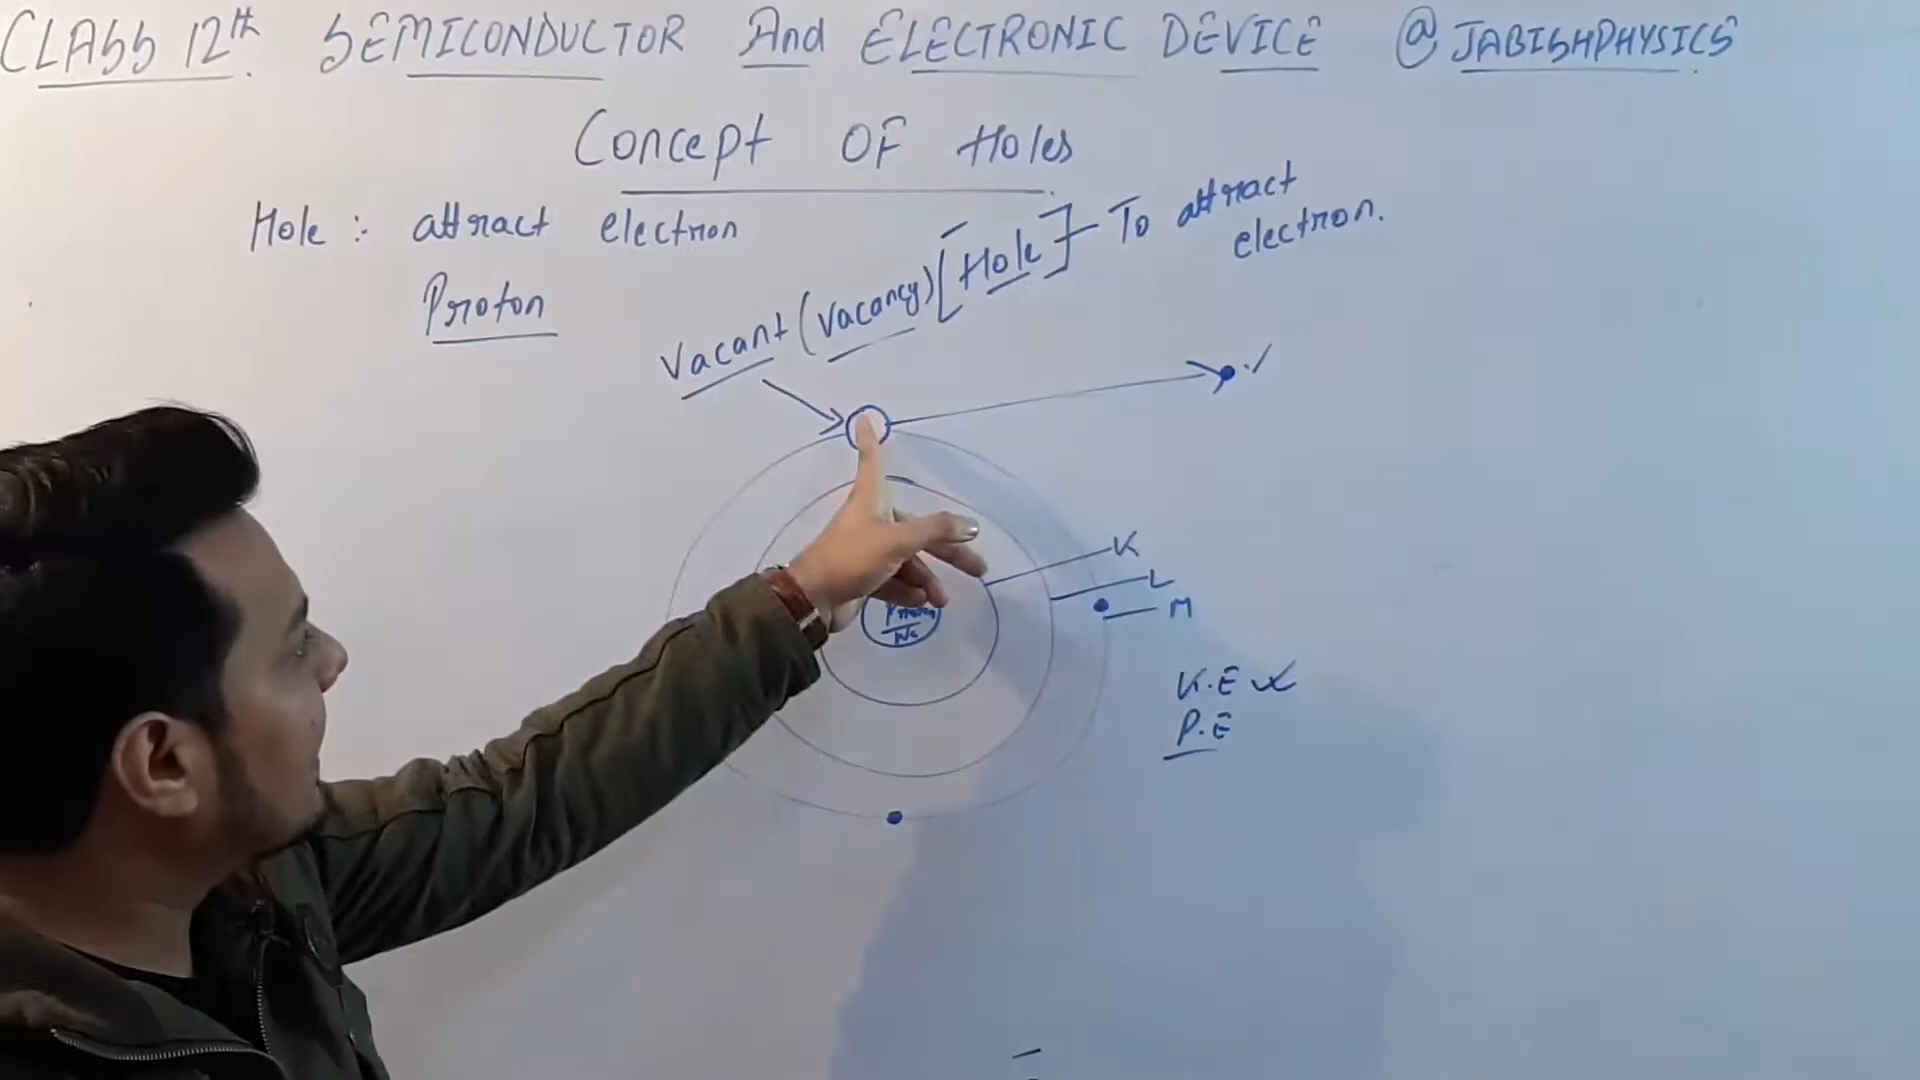 CLASS 12th SEMICONDUCTOR And ELECTRONIC DEVICE @JABISHPHYSICS
Concept OF Holes
Hole : attract electron
Proton
Vacant (Vacancy) [Hole] - To attract
electron.
K
L
M
Proton
K.E
P.E